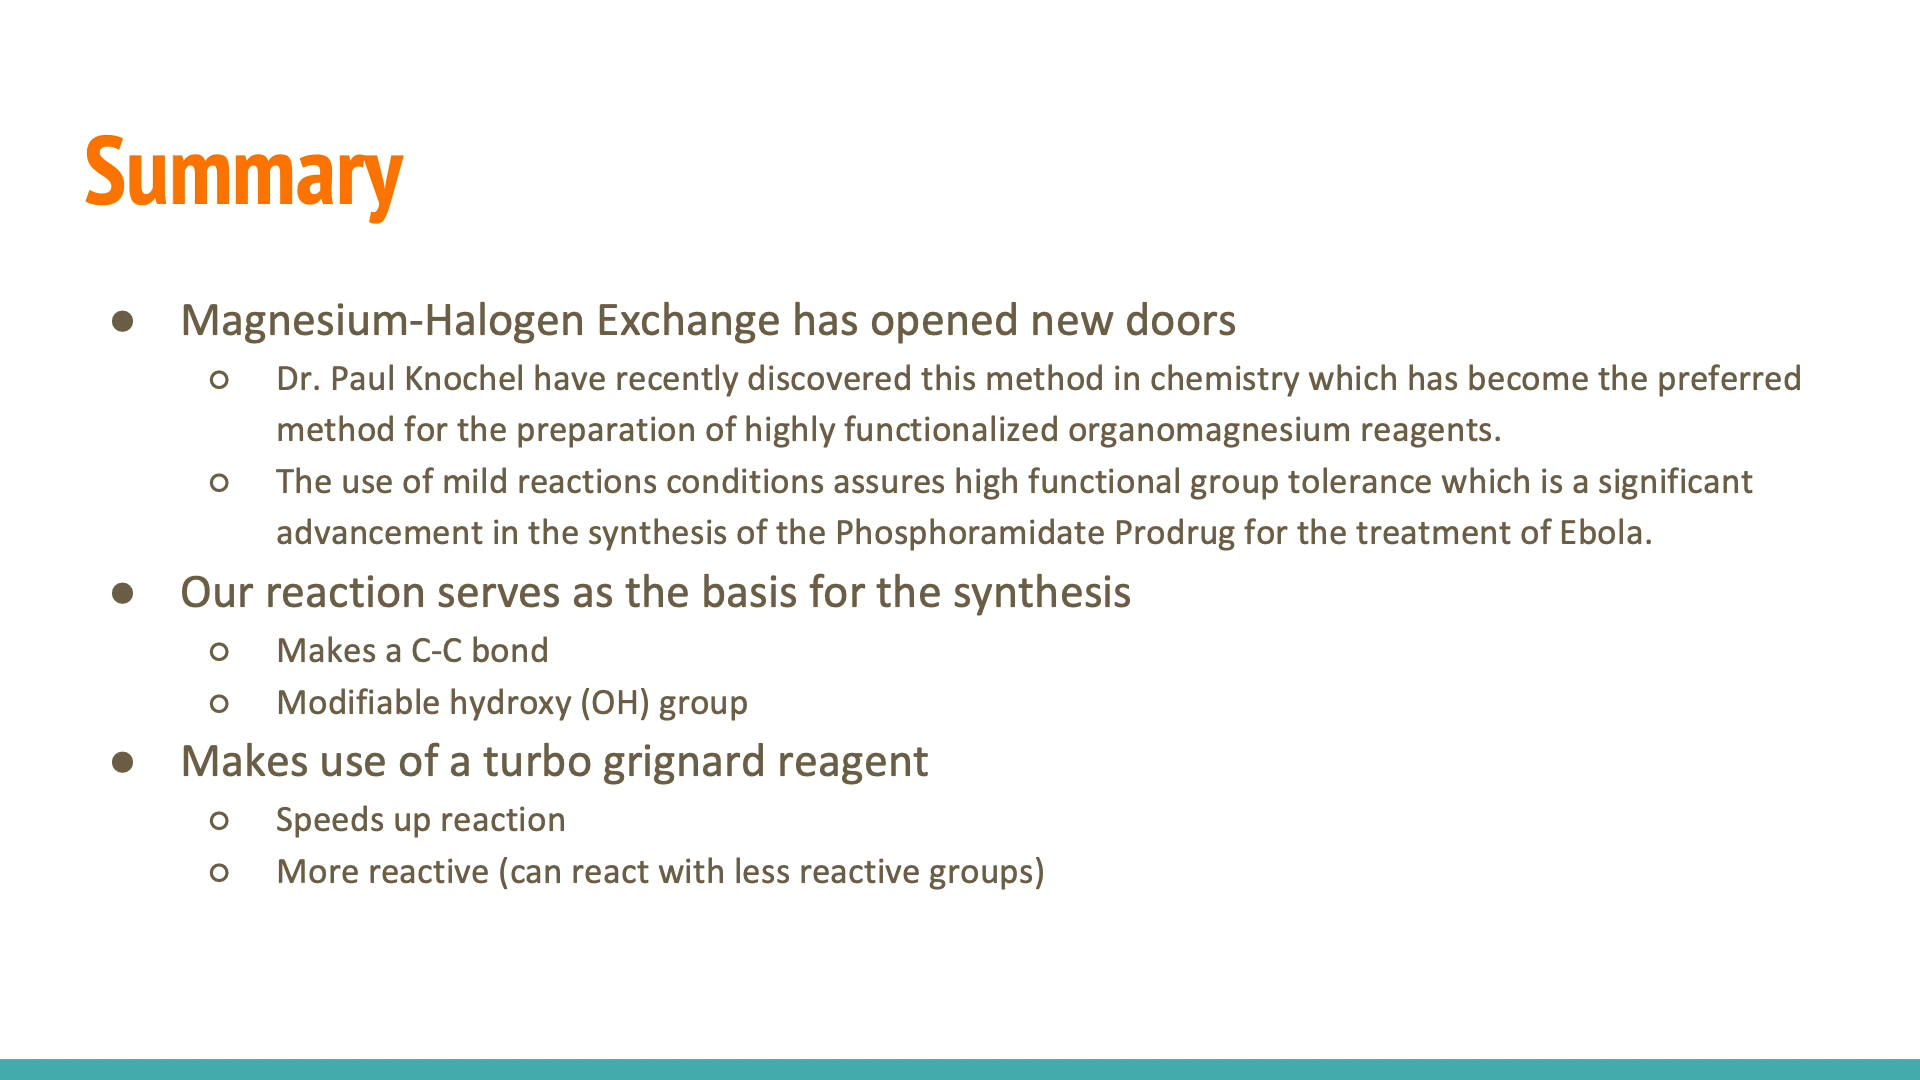 Summary
● Magnesium-Halogen Exchange has opened new doors
○ Dr. Paul Knochel have recently discovered this method in chemistry which has become the preferred
method for the preparation of highly functionalized organomagnesium reagents.
○ The use of mild reactions conditions assures high functional group tolerance which is a significant
advancement in the synthesis of the Phosphoramidate Prodrug for the treatment of Ebola.
● Our reaction serves as the basis for the synthesis
○ Makes a C-C bond
○ Modifiable hydroxy (OH) group
● Makes use of a turbo grignard reagent
○ Speeds up reaction
○ More reactive (can react with less reactive groups)